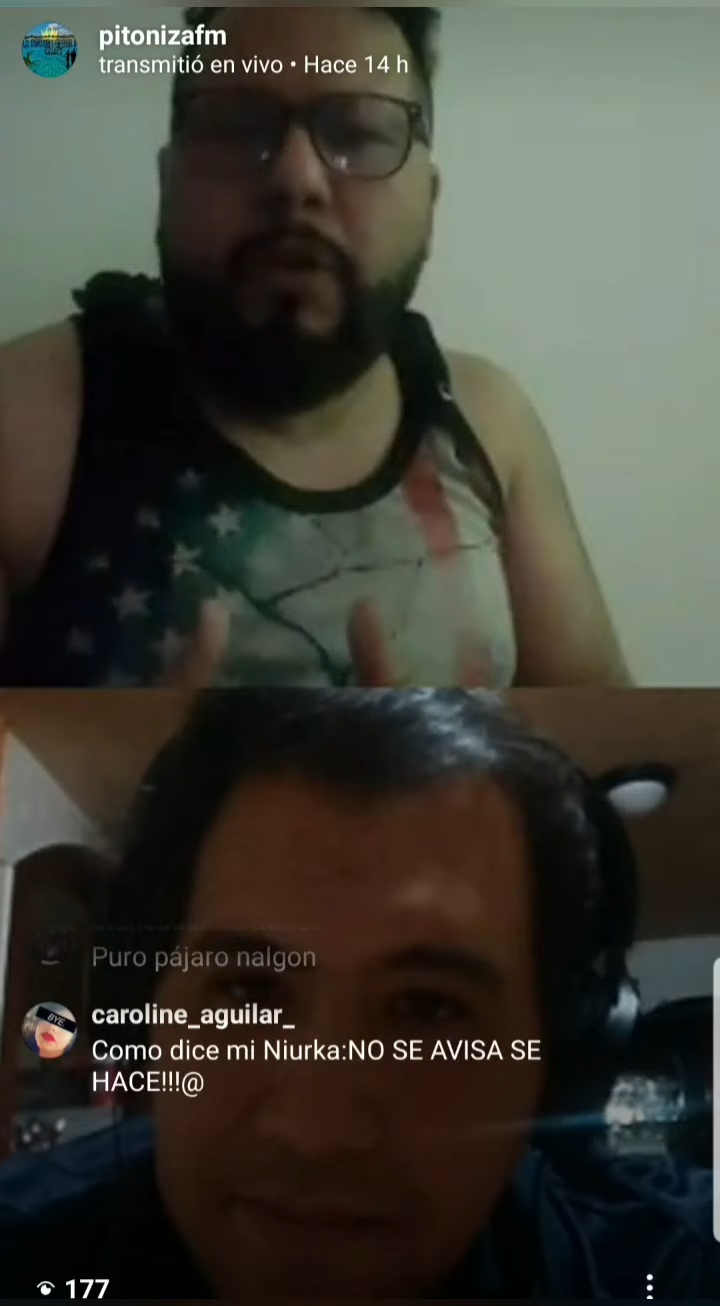 pitonizafm
transmitió en vivo • Hace 14 h
Puro pájaro nalgon
caroline_aguilar_
BYE
Como dice mi Niurka:NO SE AVISA SE
HACE!!!@
177